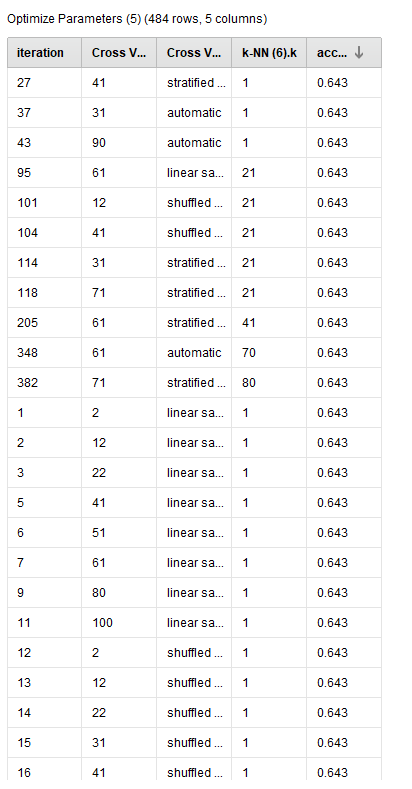 Optimize Parameters (5) (484 rows, 5 columns)
iteration Cross V... Cross V... k-NN (6).k acc...
27 41 stratified ... 1 0.643
37 31 automatic 1 0.643
43 90 automatic 1 0.643
95 61 linear sa... 21 0.643
101 12 shuffled ... 21 0.643
104 41 shuffled ... 21 0.643
114 31 stratified ... 21 0.643
118 71 stratified ... 21 0.643
205 61 stratified ... 41 0.643
348 61 automatic 70 0.643
382 71 stratified ... 80 0.643
1 2 linear sa... 1 0.643
2 12 linear sa... 1 0.643
3 22 linear sa... 1 0.643
5 41 linear sa... 1 0.643
6 51 linear sa... 1 0.643
7 61 linear sa... 1 0.643
9 80 linear sa... 1 0.643
11 100 linear sa... 1 0.643
12 2 shuffled ... 1 0.643
13 12 shuffled ... 1 0.643
14 22 shuffled ... 1 0.643
15 31 shuffled ... 1 0.643
16 41 shuffled ... 1 0.643